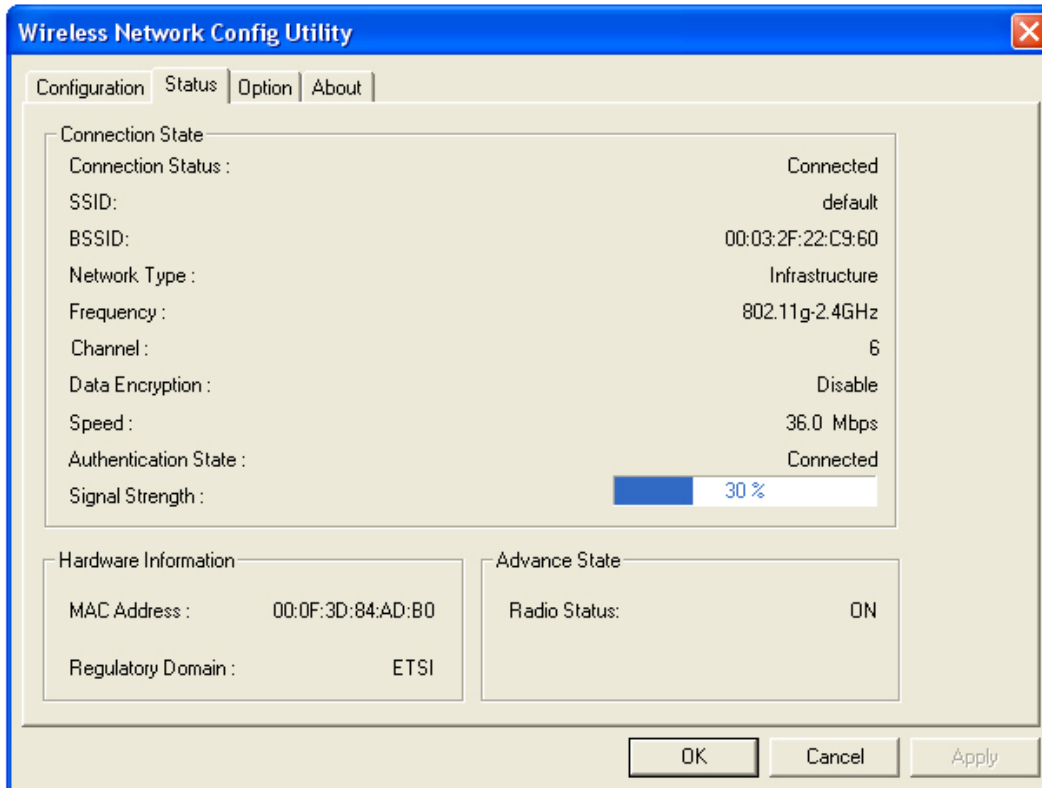 Wireless Network Config Utility
Configuration Status Option About
Connection State
Connection Status : Connected
SSID: default
BSSID: 00:03:2F:22:C9:60
Network Type : Infrastructure
Frequency : 802.11g-2.4GHz
Channel : 6
Data Encryption : Disable
Speed : 36.0 Mbps
Authentication State : Connected
Signal Strength : 30 %
Hardware Information
MAC Address : 00:0F:3D:84:AD:B0
Regulatory Domain : ETSI
Advance State
Radio Status: ON
OK Cancel Apply